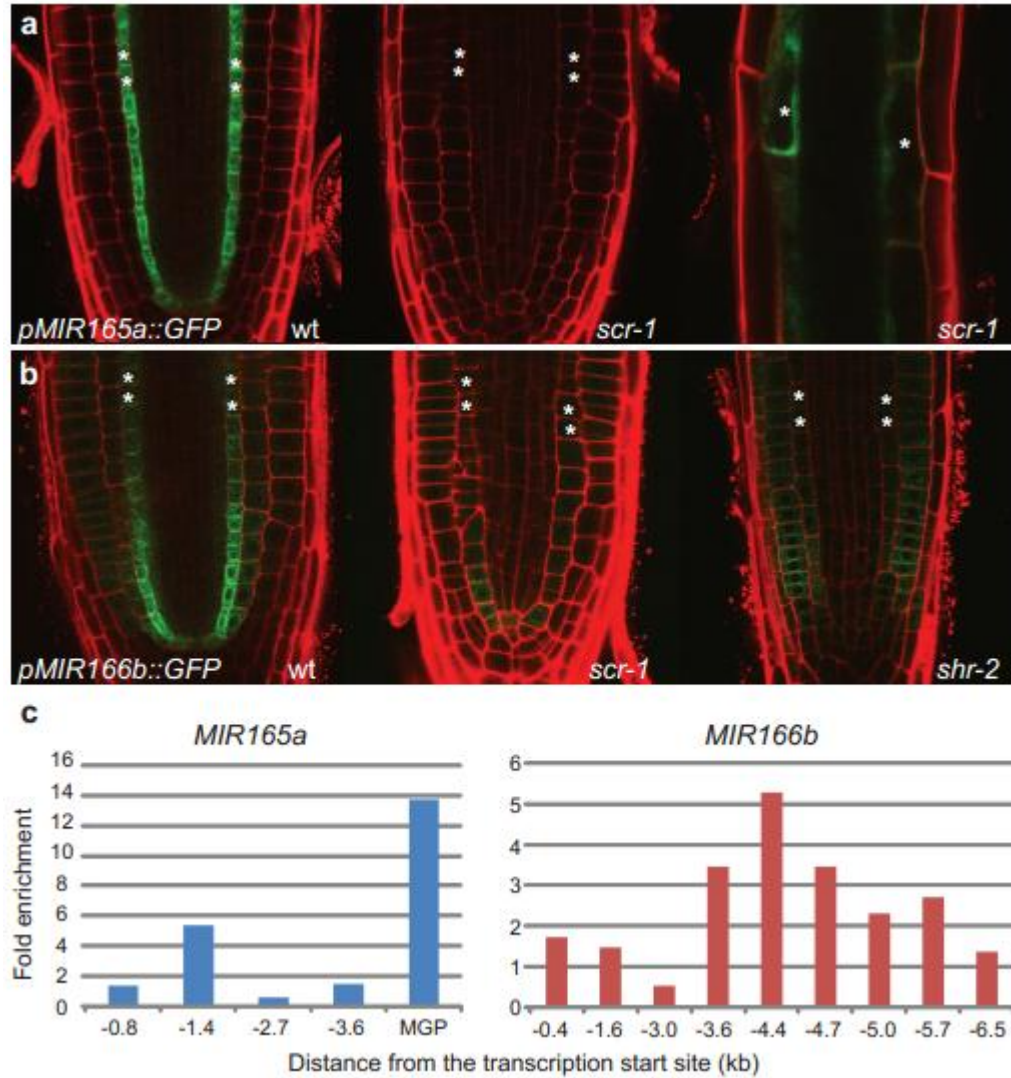 a
* * * * * *
* * * *
pMIR165a::GFP wt scr-1 scr-1
b
* * * * * *
* * * * * *
pMIR166b::GFP wt scr-1 shr-2
c
MIR165a MIR166b
Fold enrichment
16
14
12
10
8
6
4
2
0
-0.8 -1.4 -2.7 -3.6 MGP
6
5
4
3
2
1
0
-0.4 -1.6 -3.0 -3.6 -4.4 -4.7 -5.0 -5.7 -6.5
Distance from the transcription start site (kb)